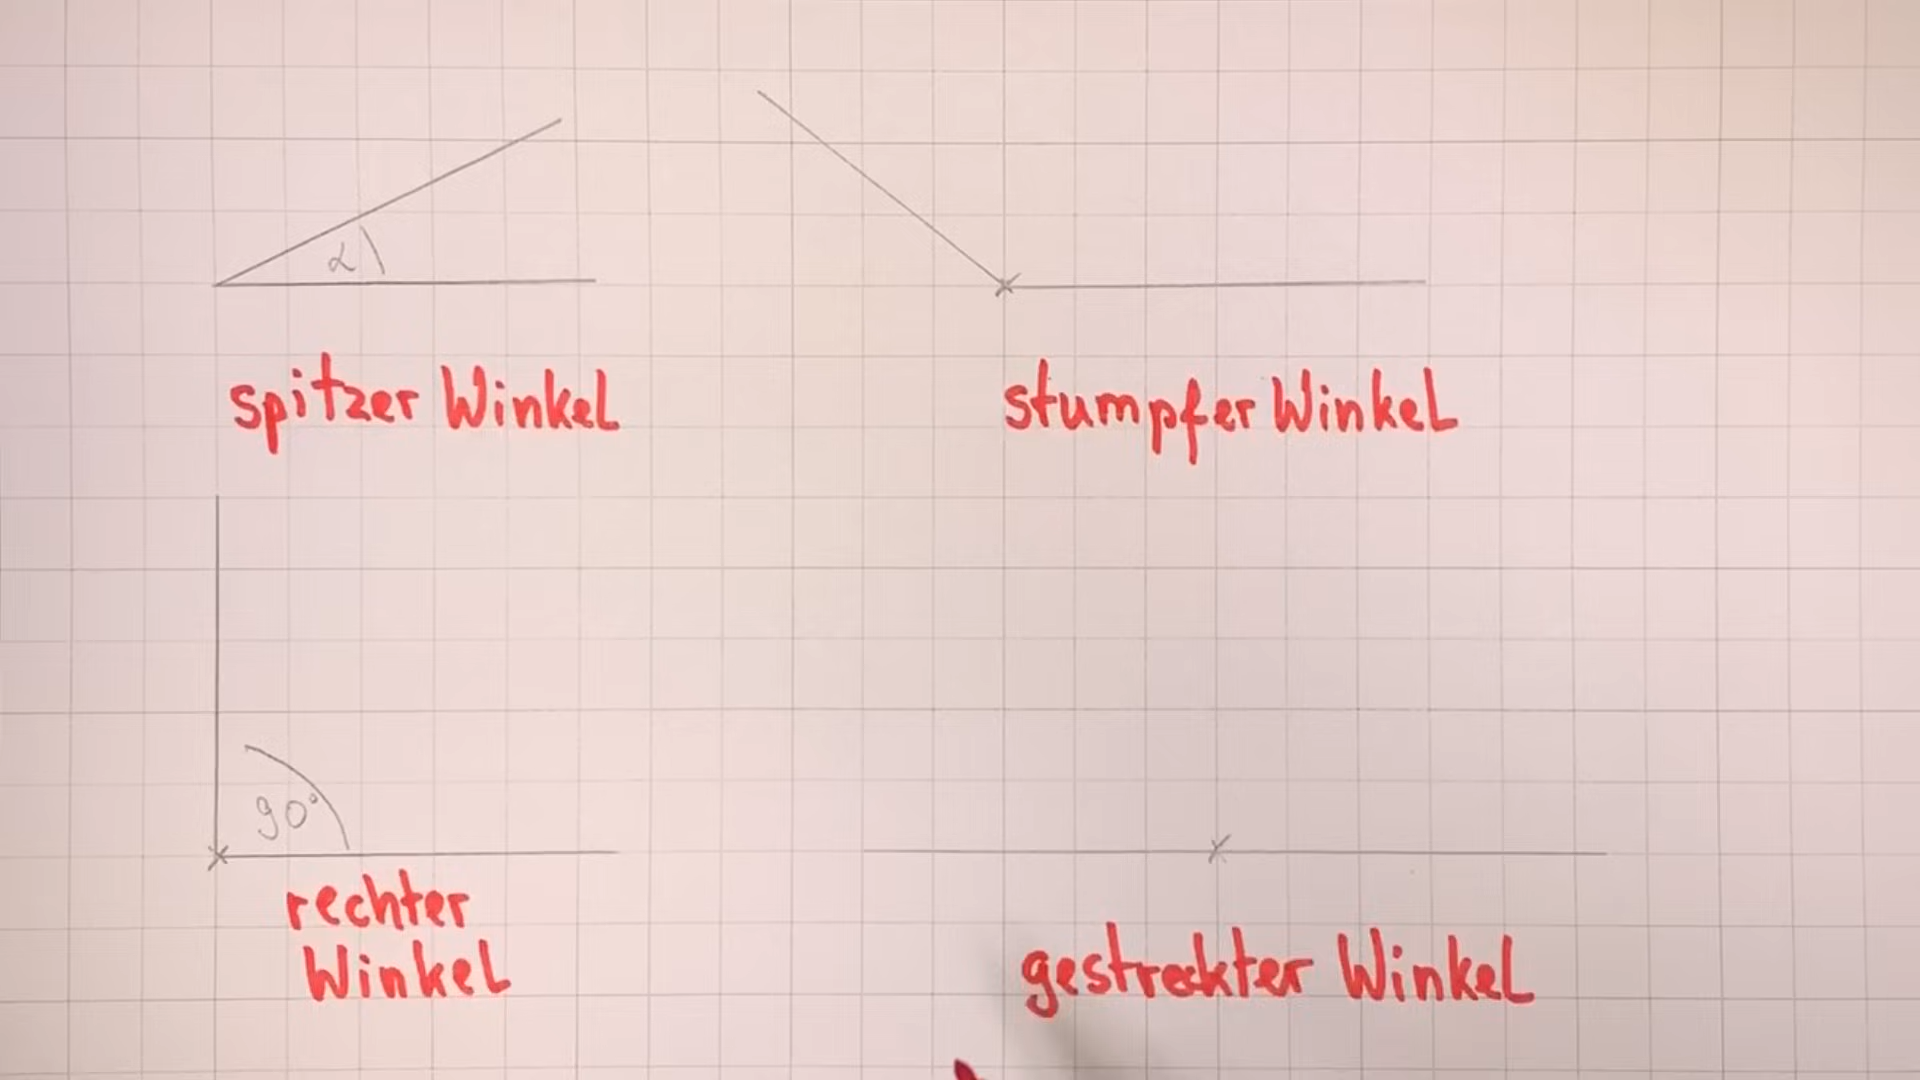 α
spitzer Winkel
stumpfer Winkel
90°
rechter
Winkel
gestreckter Winkel